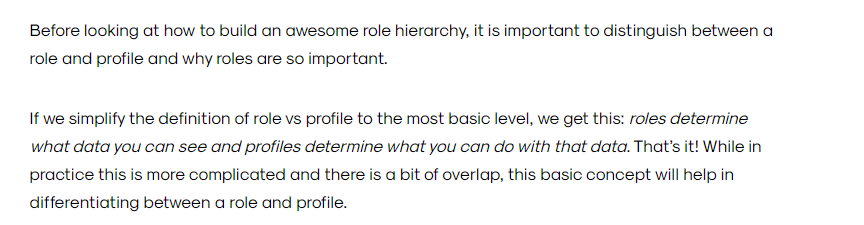 Before looking at how to build an awesome role hierarchy, it is important to distinguish between a
role and profile and why roles are so important.
If we simplify the definition of role vs profile to the most basic level, we get this: roles determine
what data you can see and profiles determine what you can do with that data. That’s it! While in
practice this is more complicated and there is a bit of overlap, this basic concept will help in
differentiating between a role and profile.